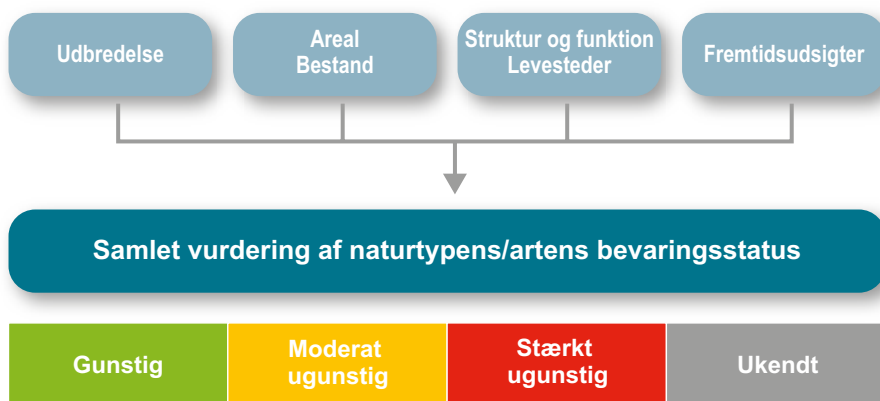 Udbredelse
Areal
Bestand
Struktur og funktion
Levesteder
Fremtidsudsigter
Samlet vurdering af naturtypens/artens bevaringsstatus
Gunstig
Moderat
ugunstig
Stærkt
ugunstig
Ukendt